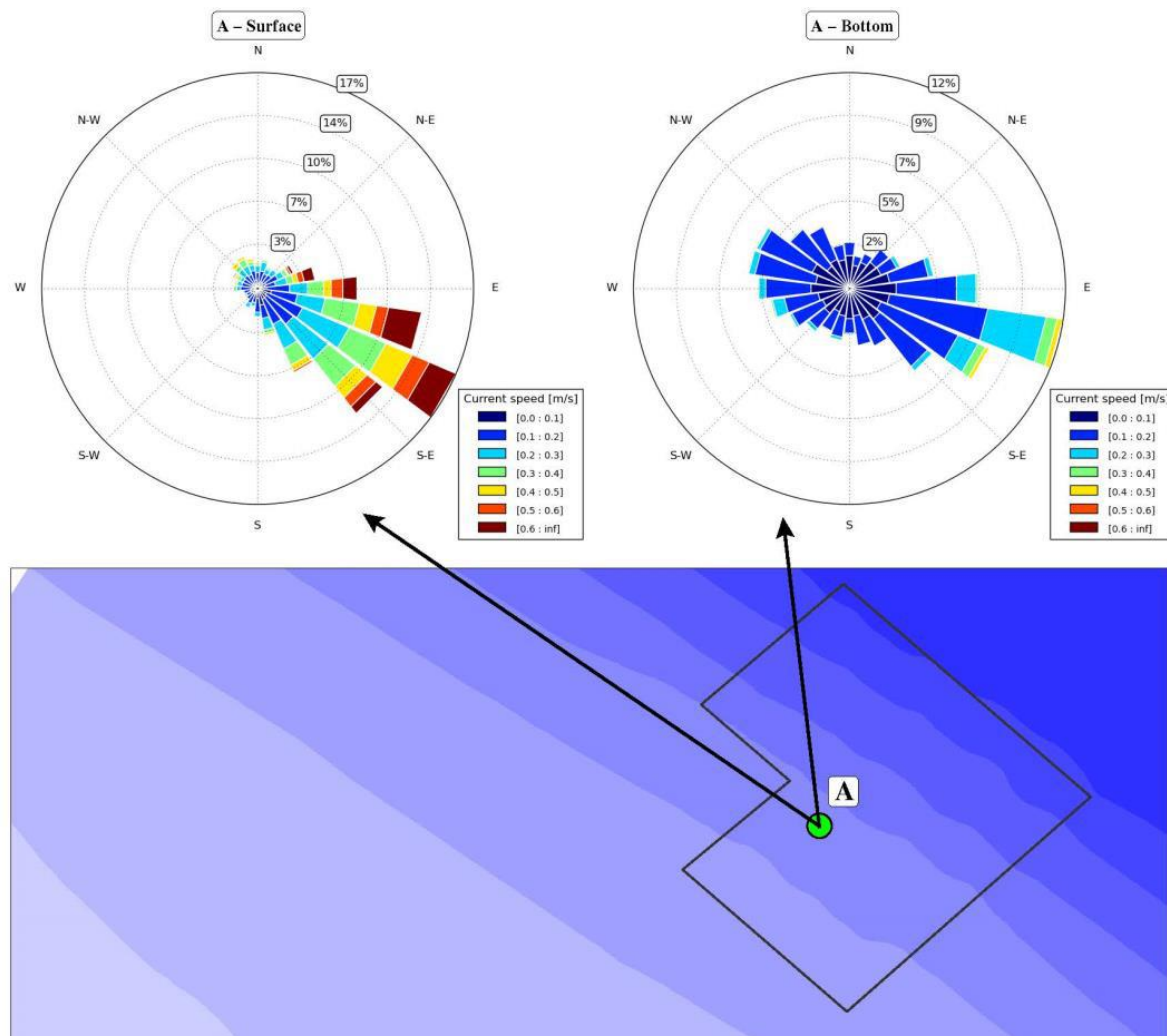 A – Surface
N
17%
N-W
N-E
14%
10%
7%
3%
W
E
S-W
S-E
S
Current speed [m/s]
[0.0 : 0.1]
[0.1 : 0.2]
[0.2 : 0.3]
[0.3 : 0.4]
[0.4 : 0.5]
[0.5 : 0.6]
[0.6 : inf]
A – Bottom
N
12%
N-W
N-E
9%
7%
5%
2%
W
E
S-W
S-E
S
Current speed [m/s]
[0.0 : 0.1]
[0.1 : 0.2]
[0.2 : 0.3]
[0.3 : 0.4]
[0.4 : 0.5]
[0.5 : 0.6]
[0.6 : inf]
A